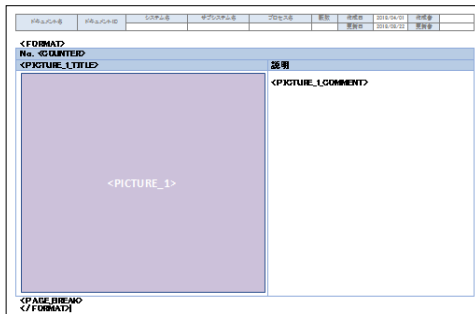 ドキュメント名 ドキュメントID システム名 サブシステム名 プロセス名 版数 作成日 2018/04/01 作成者
更新日 2018/08/22 更新者
<FORMAT>
No. <COUNTER>
<PICTURE_1_TITLE> 説明
<PICTURE_1_COMMENT>
<PICTURE_1>
<PAGE_BREAK>
</FORMAT>